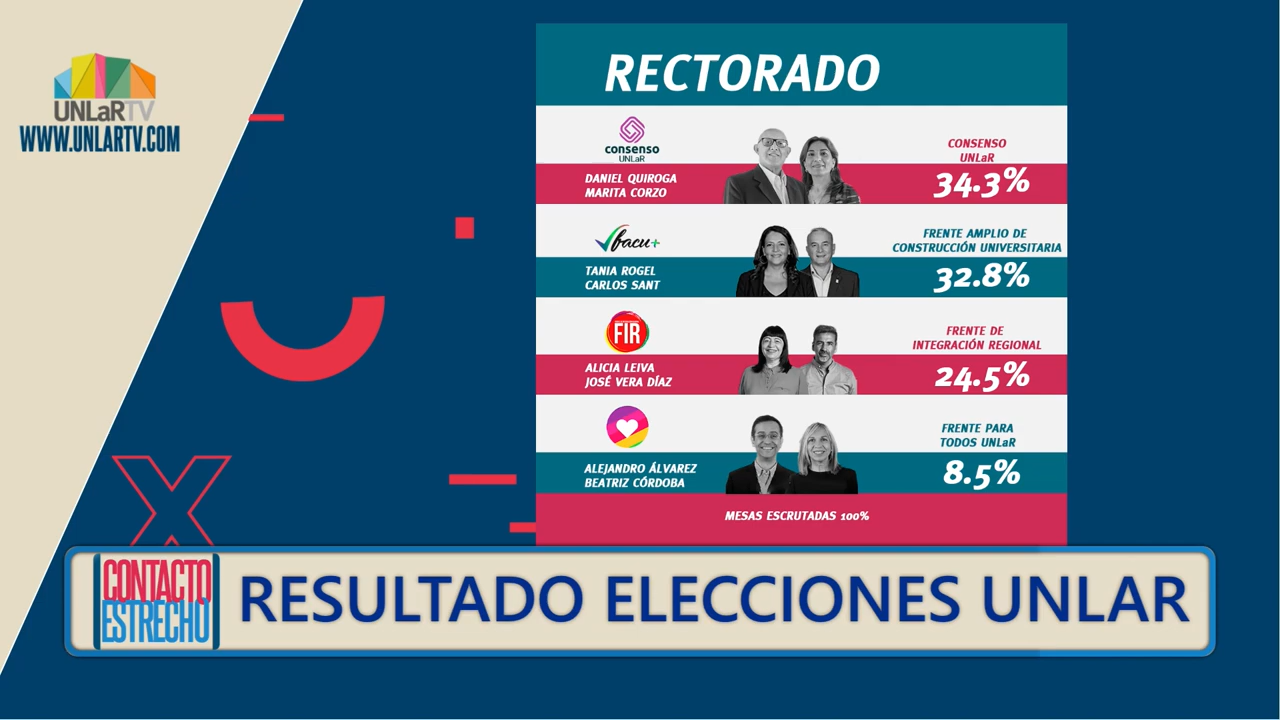 UNLaRTV
WWW.UNLARTV.COM
RECTORADO
consenso
UNLaR
DANIEL QUIROGA
MARITA CORZO
CONSENSO
UNLaR
34.3%
facu+
TANIA ROGEL
CARLOS SANT
FRENTE AMPLIO DE
CONSTRUCCIÓN UNIVERSITARIA
32.8%
FIR
ALICIA LEIVA
JOSÉ VERA DÍAZ
FRENTE DE
INTEGRACIÓN REGIONAL
24.5%
ALEJANDRO ÁLVAREZ
BEATRIZ CÓRDOBA
FRENTE PARA
TODOS UNLaR
8.5%
MESAS ESCRUTADAS 100%
CONTACTO
ESTRECHO
RESULTADO ELECCIONES UNLAR